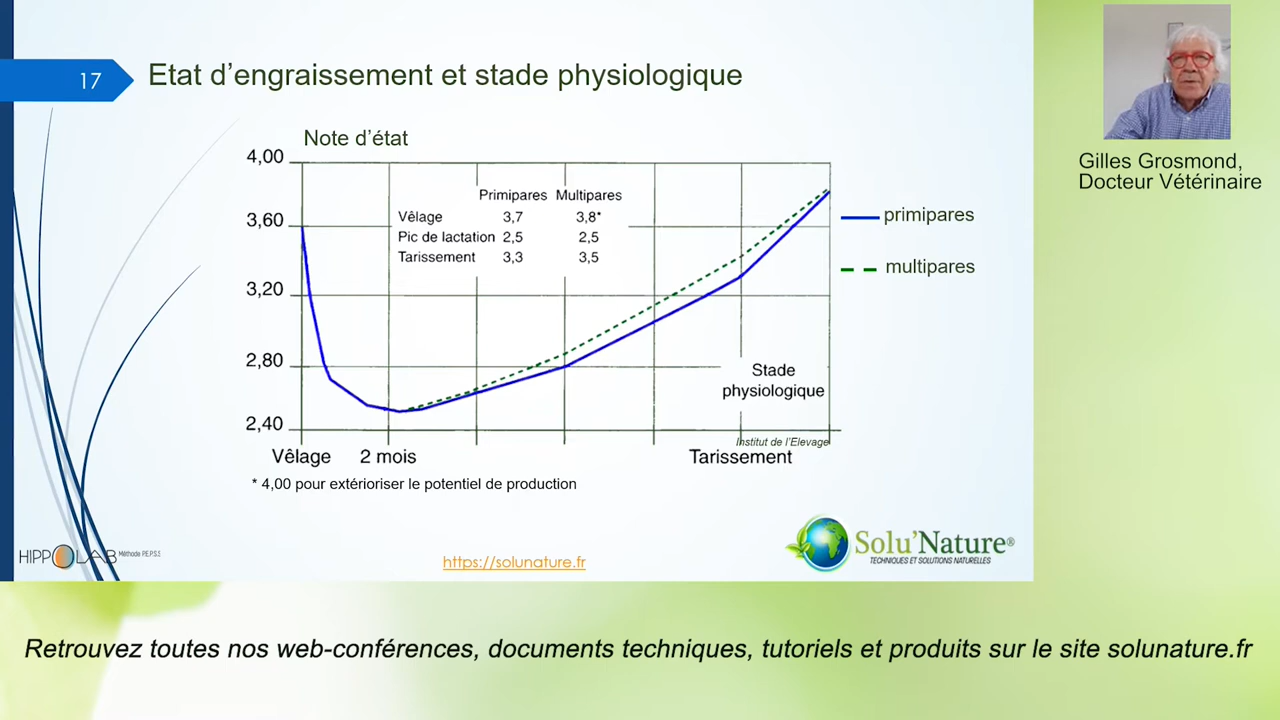 17
Etat d’engraissement et stade physiologique
Note d’état
4,00
3,60
3,20
2,80
2,40
Primipares Multipares
Vêlage 3,7 3,8*
Pic de lactation 2,5 2,5
Tarissement 3,3 3,5
primipares
multipares
Stade
physiologique
Institut de l'Elevage
Vêlage 2 mois Tarissement
* 4,00 pour extérioriser le potentiel de production
HIPPOLAB Méthode P.E.P.S.S
https://solunature.fr
Solu'Nature®
TECHNIQUES ET SOLUTIONS NATURELLES
Gilles Grosmond,
Docteur Vétérinaire
Retrouvez toutes nos web-conférences, documents techniques, tutoriels et produits sur le site solunature.fr